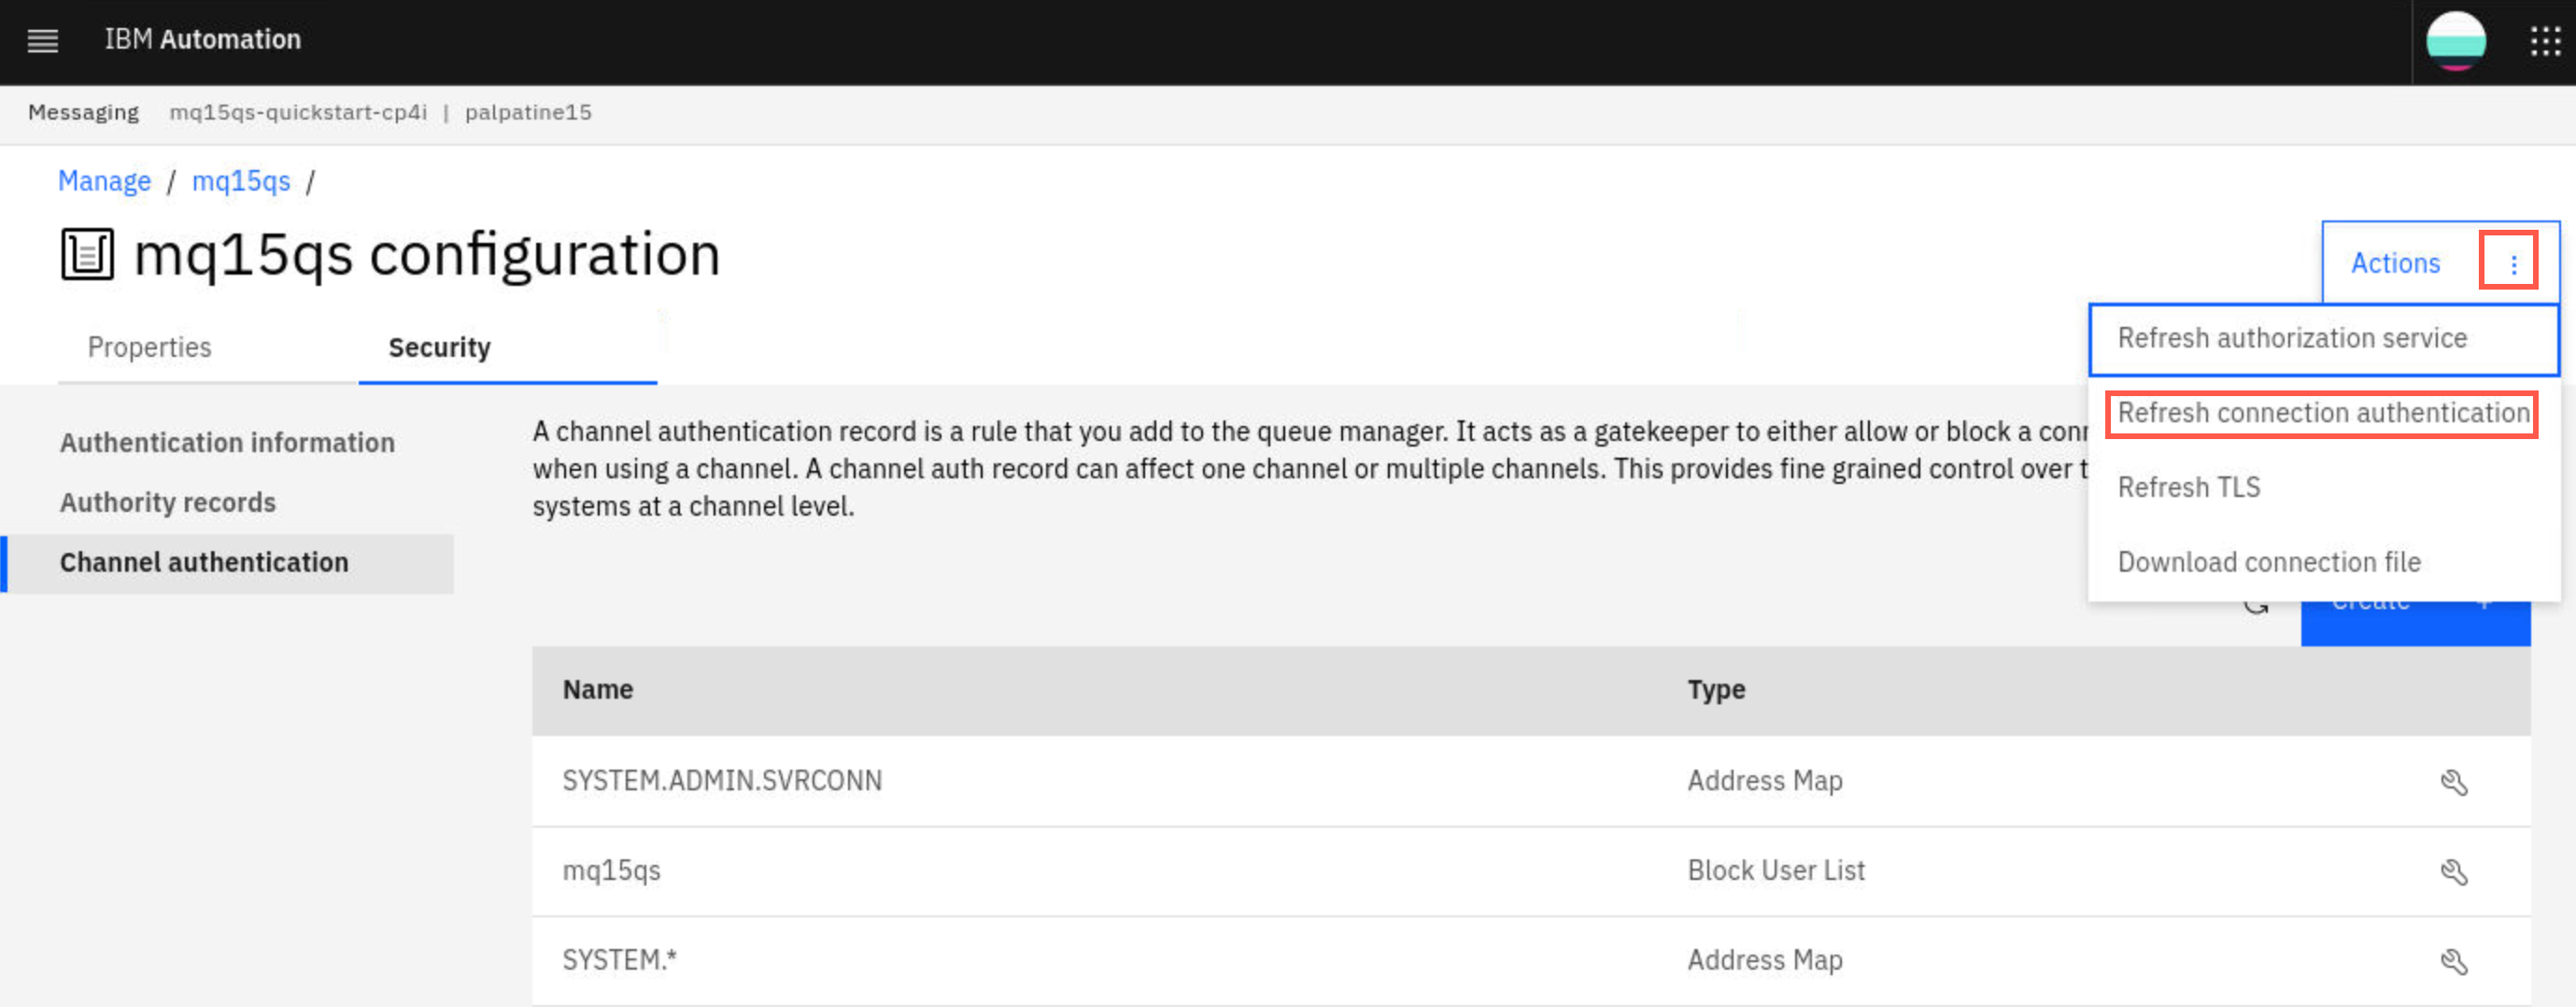 IBM Automation
Messaging mq15qs-quickstart-cp4i | palpatine15
Manage / mq15qs /
mq15qs configuration
Actions
Properties Security
Refresh authorization service
Refresh connection authentication
Refresh TLS
Download connection file
Authentication information
Authority records
Channel authentication
A channel authentication record is a rule that you add to the queue manager. It acts as a gatekeeper to either allow or block a
when using a channel. A channel auth record can affect one channel or multiple channels. This provides fine grained control over
systems at a channel level.
Create +
Name Type
SYSTEM.ADMIN.SVRCONN Address Map
mq15qs Block User List
SYSTEM.* Address Map